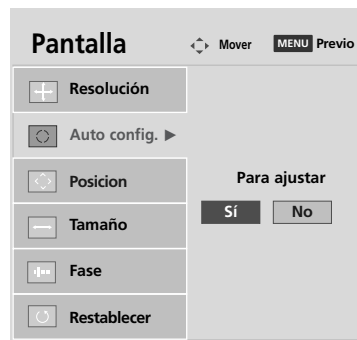 Pantalla
Mover MENU Previo
Resolución
Auto config. ►
Posicion
Tamaño
Fase
Restablecer
Para ajustar
Sí No